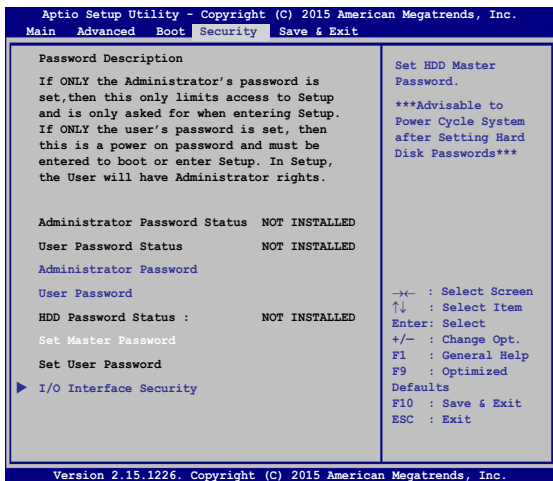 Aptio Setup Utility - Copyright (C) 2015 American Megatrends, Inc.
Main Advanced Boot Security Save & Exit
Password Description
If ONLY the Administrator's password is
set,then this only limits access to Setup
and is only asked for when entering Setup.
If ONLY the user's password is set, then
this is a power on password and must be
entered to boot or enter Setup. In Setup,
the User will have Administrator rights.
Administrator Password Status NOT INSTALLED
User Password Status NOT INSTALLED
Administrator Password
User Password
HDD Password Status : NOT INSTALLED
Set Master Password
Set User Password
I/O Interface Security
Set HDD Master
Password.
***Advisable to
Power Cycle System
after Setting Hard
Disk Passwords***
→← : Select Screen
↑↓ : Select Item
Enter: Select
+/— : Change Opt.
F1 : General Help
F9 : Optimized
Defaults
F10 : Save & Exit
ESC : Exit
Version 2.15.1226. Copyright (C) 2015 American Megatrends, Inc.